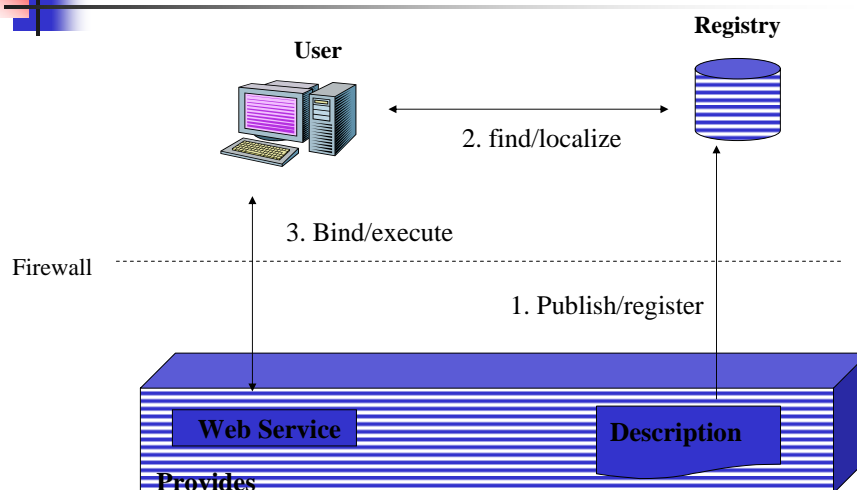 Registry
User
2. find/localize
3. Bind/execute
Firewall
1. Publish/register
Web Service
Description
Provides